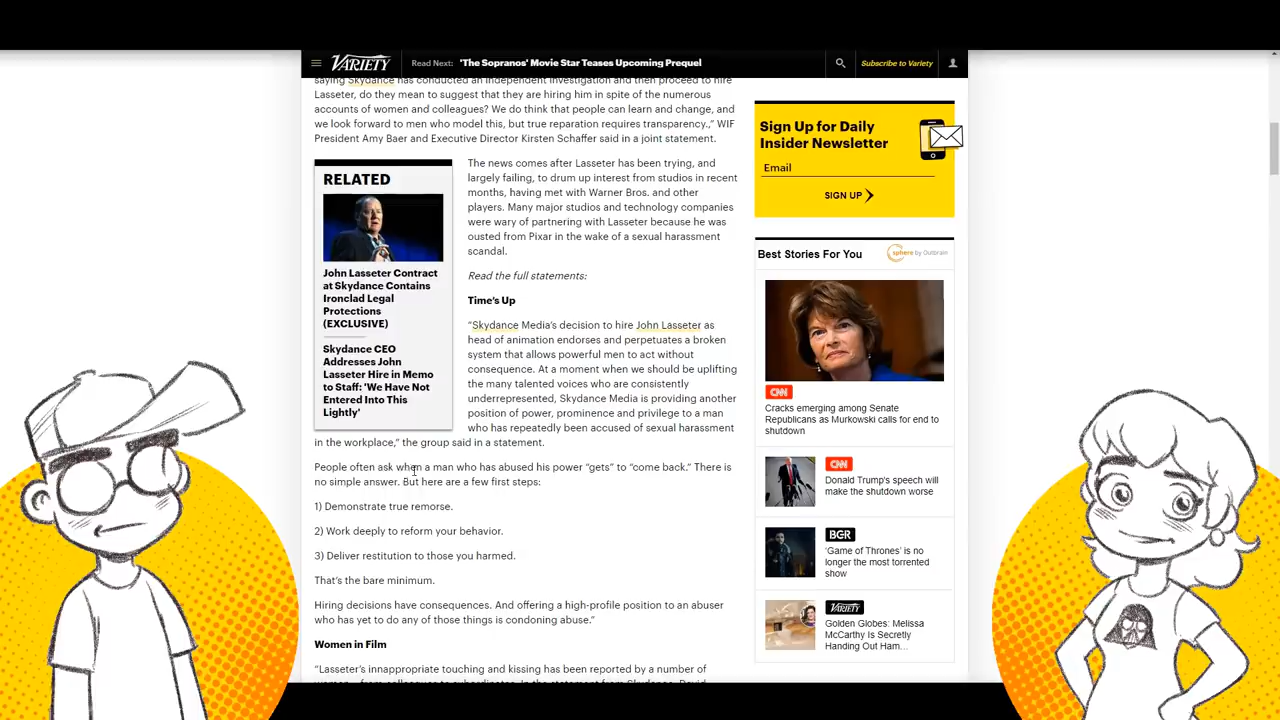 VARIETY
Read Next: 'The Sopranos' Movie Star Teases Upcoming Prequel
Subscribe to Variety
saying Skydance has conducted an independent investigation and then proceed to hire
Lasseter, do they mean to suggest that they are hiring him in spite of the numerous
accounts of women and colleagues? We do think that people can learn and change, and
we look forward to men who model this, but true reparation requires transparency.," WIF
President Amy Baer and Executive Director Kirsten Schaffer said in a joint statement.
RELATED
John Lasseter Contract
at Skydance Contains
Ironclad Legal
Protections
(EXCLUSIVE)
Skydance CEO
Addresses John
Lasseter Hire in Memo
to Staff: 'We Have Not
Entered Into This
Lightly'
The news comes after Lasseter has been trying, and
largely failing, to drum up interest from studios in recent
months, having met with Warner Bros. and other
players. Many major studios and technology companies
were wary of partnering with Lasseter because he was
ousted from Pixar in the wake of a sexual harassment
scandal.
Read the full statements:
Time's Up
"Skydance Media's decision to hire John Lasseter as
head of animation endorses and perpetuates a broken
system that allows powerful men to act without
consequence. At a moment when we should be uplifting
the many talented voices who are consistently
underrepresented, Skydance Media is providing another
position of power, prominence and privilege to a man
who has repeatedly been accused of sexual harassment
in the workplace," the group said in a statement.
People often ask when a man who has abused his power "gets" to "come back." There is
no simple answer. But here are a few first steps:
1) Demonstrate true remorse.
2) Work deeply to reform your behavior.
3) Deliver restitution to those you harmed.
That's the bare minimum.
Hiring decisions have consequences. And offering a high-profile position to an abuser
who has yet to do any of those things is condoning abuse."
Women in Film
"Lasseter's innappropriate touching and kissing has been reported by a number of
Sign Up for Daily
Insider Newsletter
Email
SIGN UP
Best Stories For You
sphere by Outbrain
CNN
Cracks emerging among Senate
Republicans as Murkowski calls for end to
shutdown
CNN
Donald Trump's speech will
make the shutdown worse
BGR
'Game of Thrones' is no
longer the most torrented
show
VARIETY
Golden Globes: Melissa
McCarthy Is Secretly
Handing Out Ham...